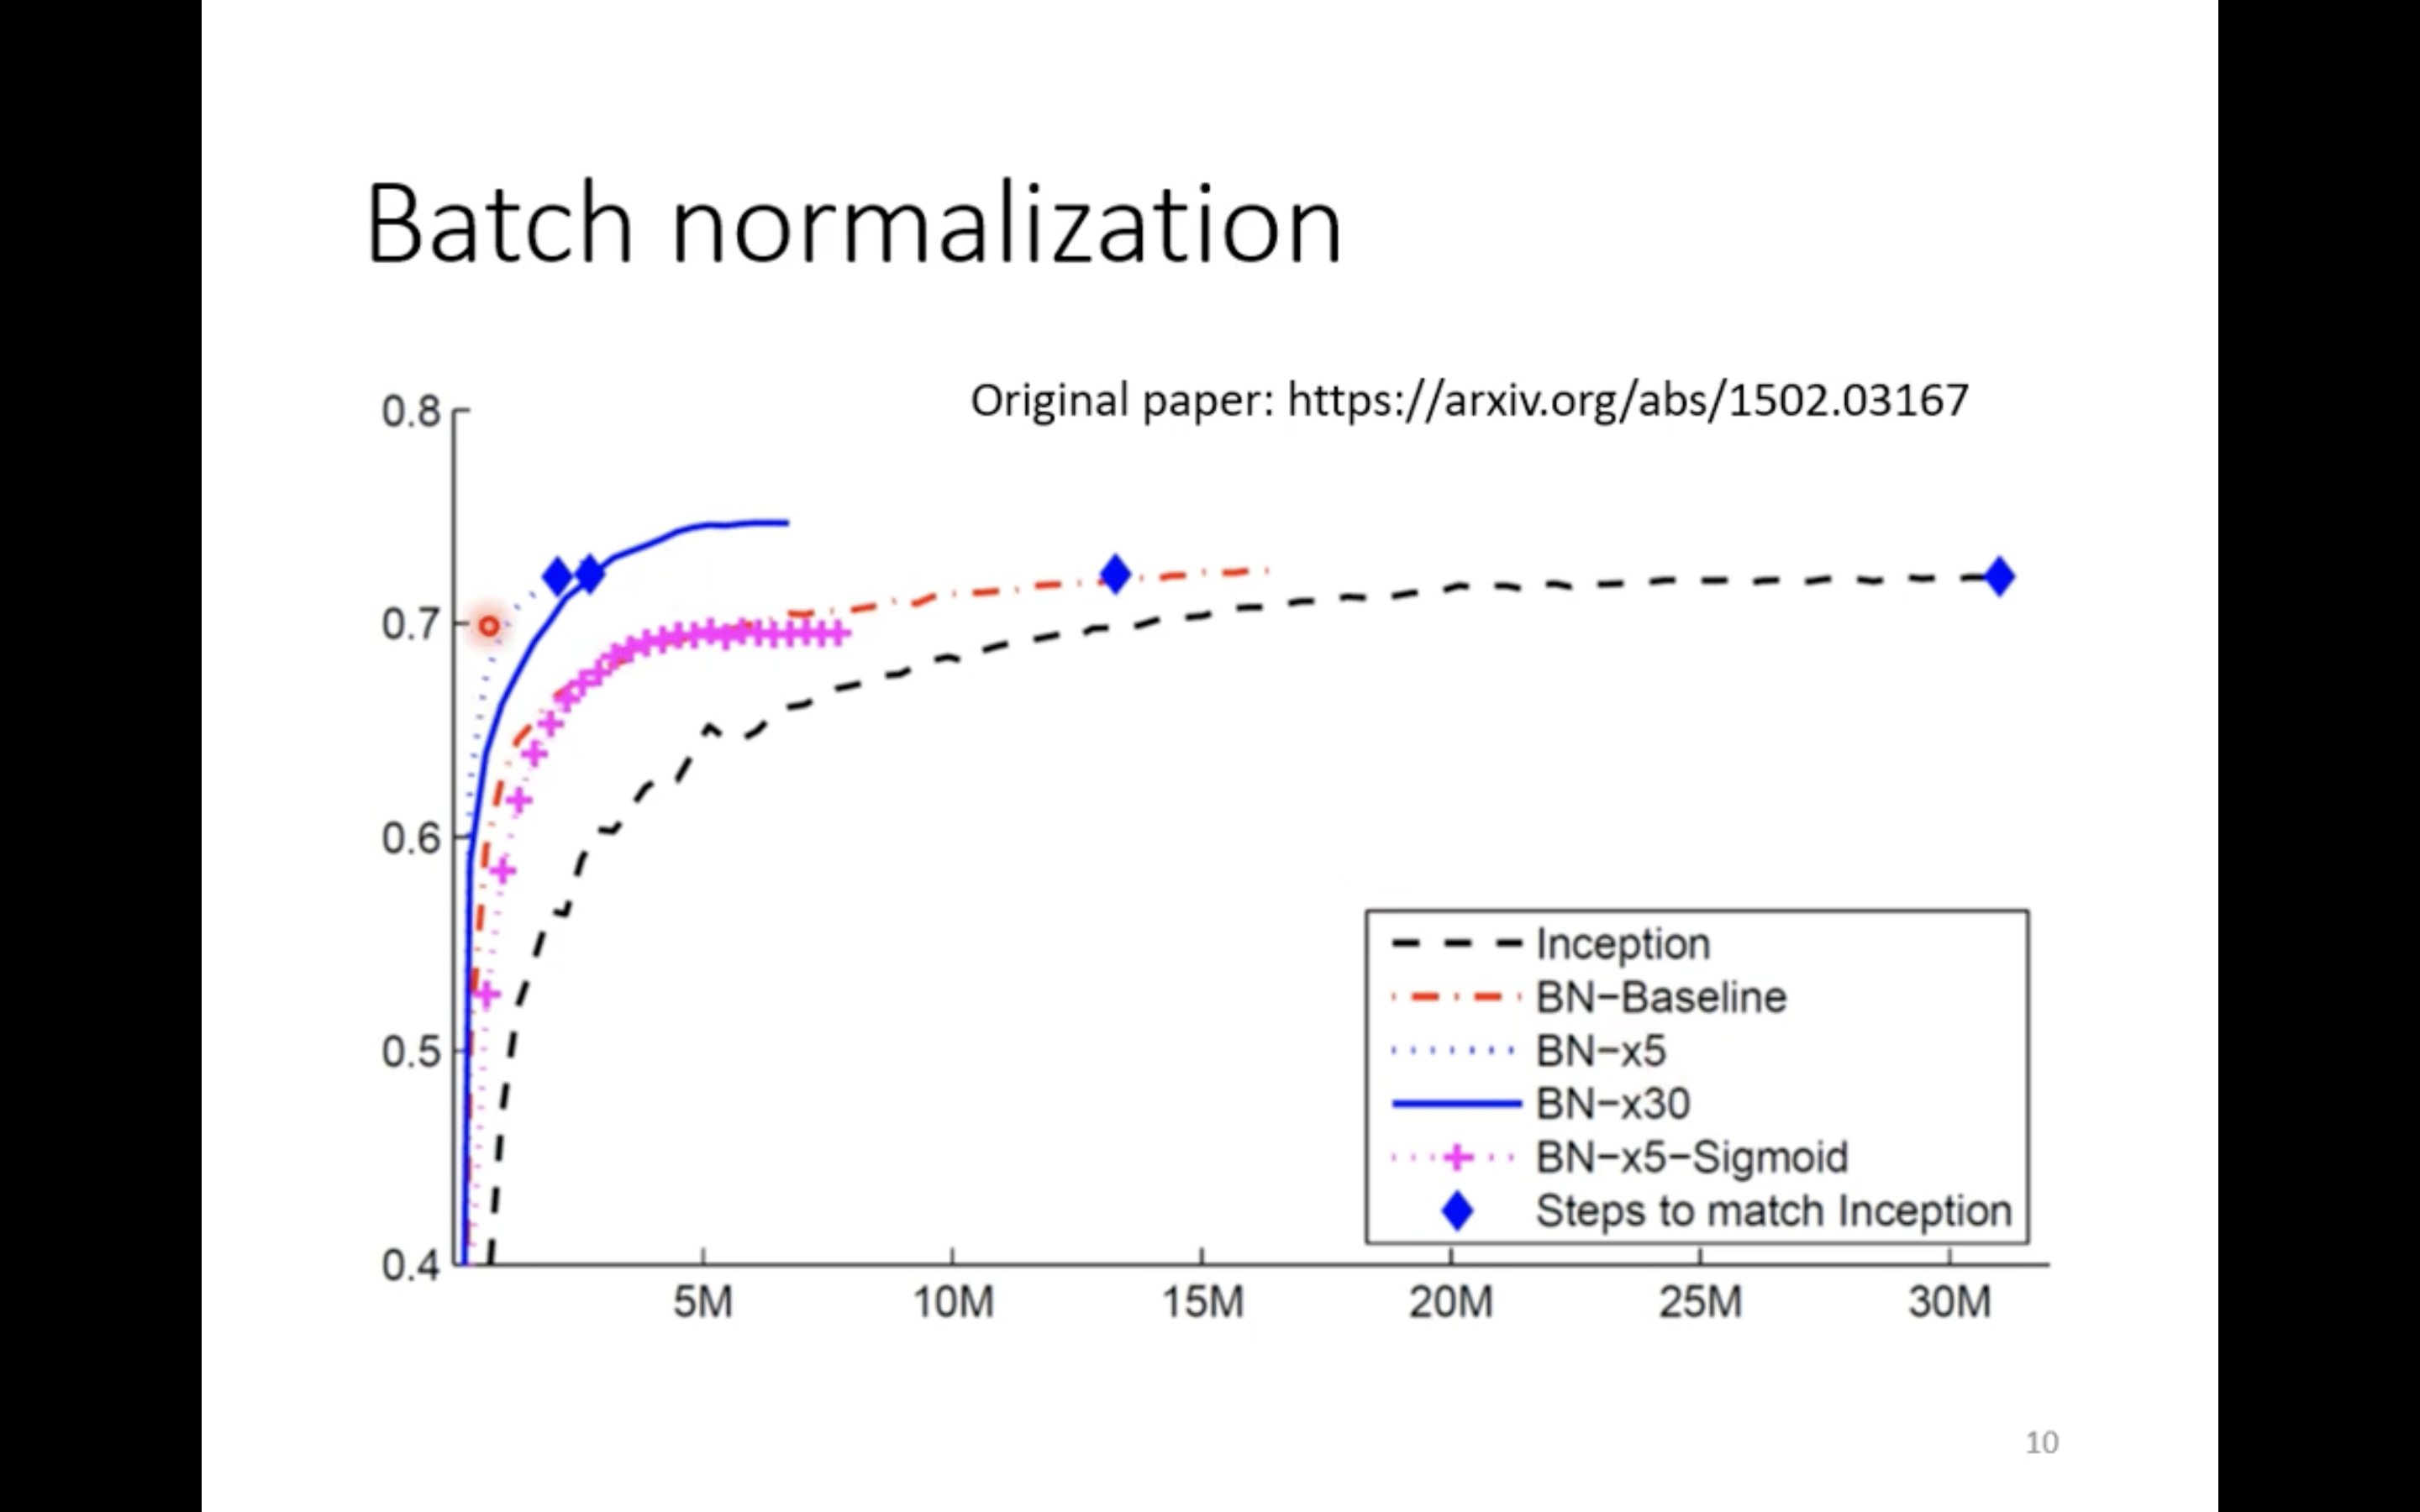 Batch normalization
Original paper: https://arxiv.org/abs/1502.03167
0.8
0.7
0.6
0.5
0.4
5M 10M 15M 20M 25M 30M
Inception
BN−Baseline
BN−x5
BN−x30
BN−x5−Sigmoid
Steps to match Inception
10